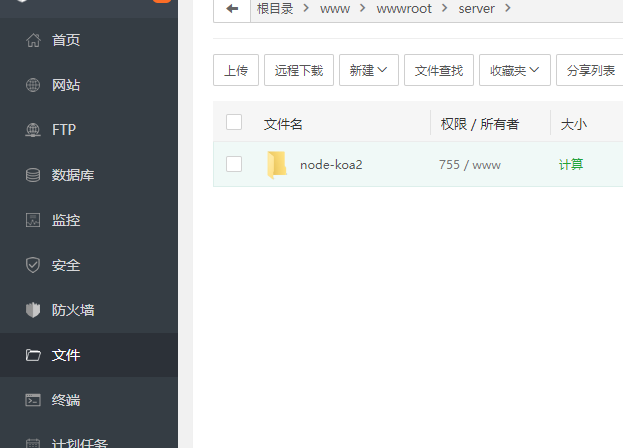 根目录 > www > wwwroot > server >
上传 远程下载 新建 文件查找 收藏夹 分享列表
文件名 权限 / 所有者 大小
node-koa2 755 / www 计算
首页
网站
FTP
数据库
监控
安全
防火墙
文件
终端
计划任务